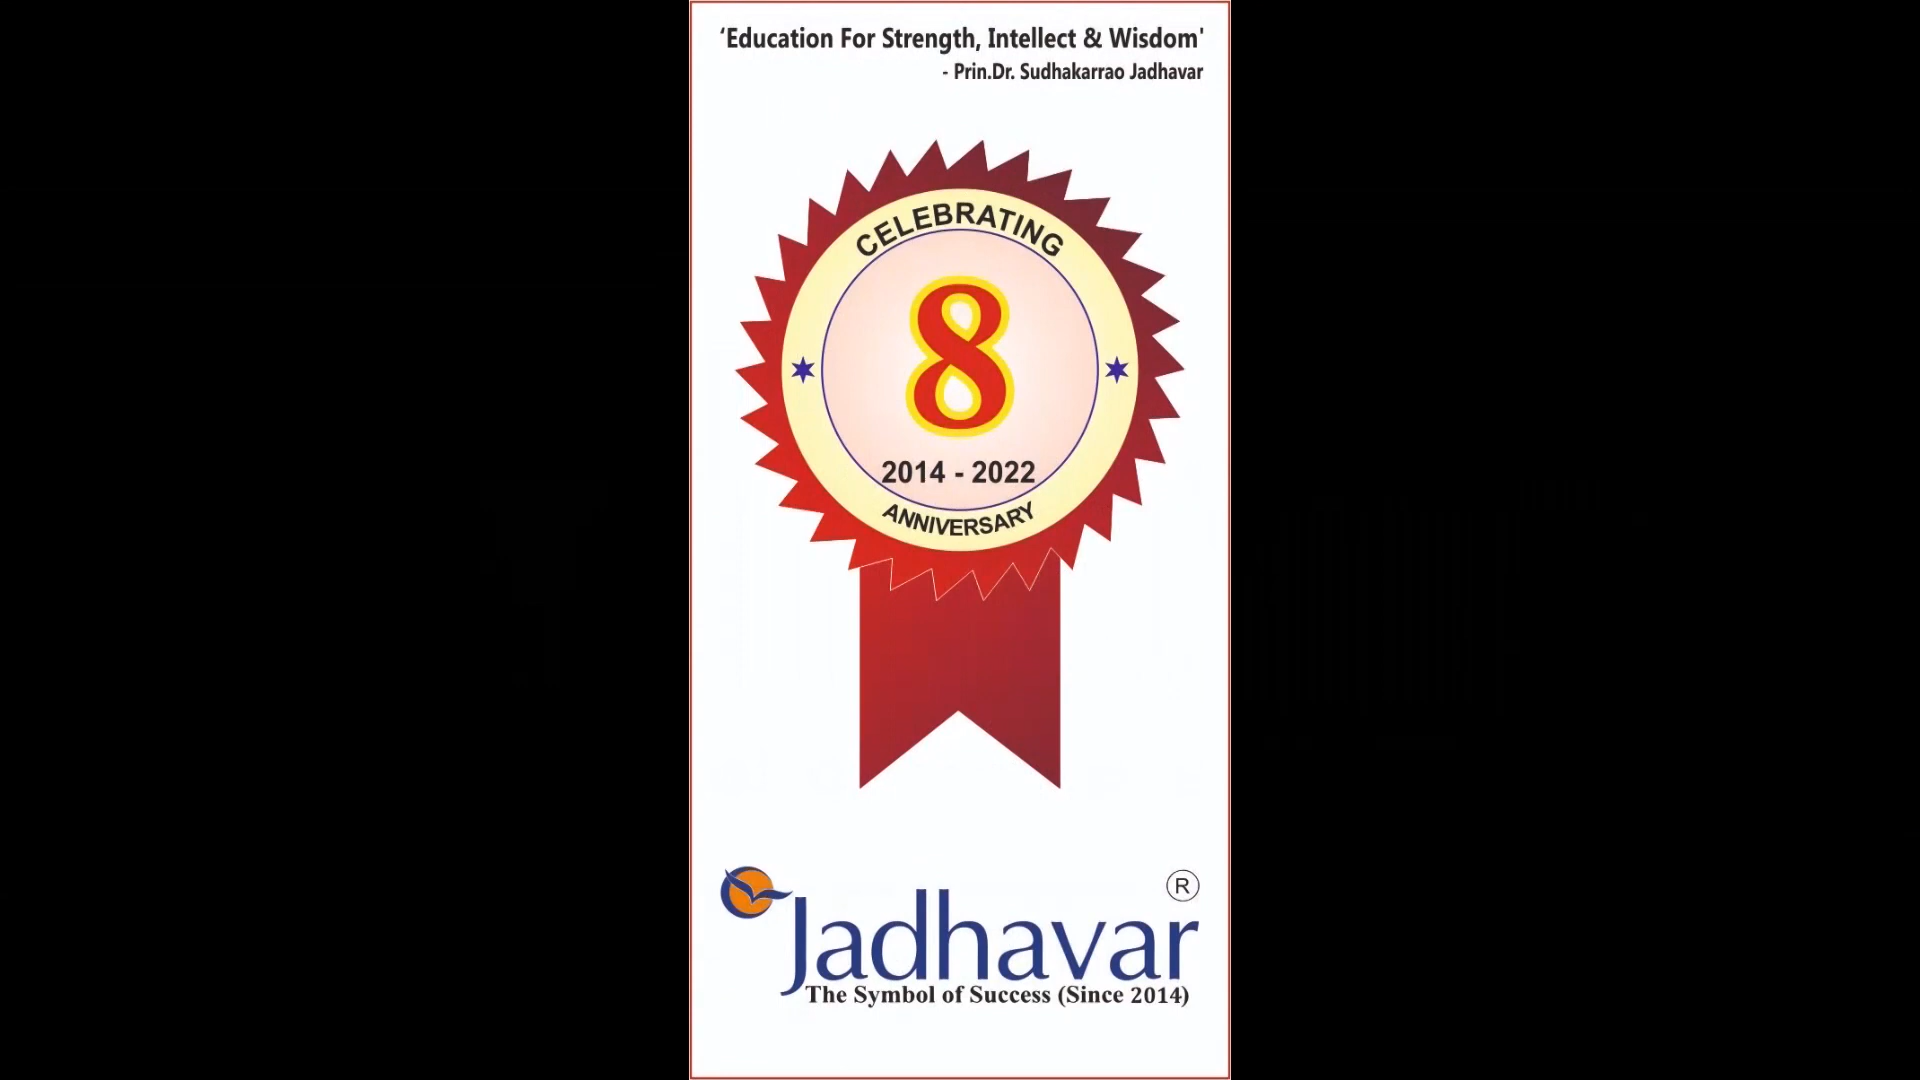 ‘Education For Strength, Intellect & Wisdom'
- Prin.Dr. Sudhakarrao Jadhavar
CELEBRATING
8
2014 - 2022
ANNIVERSARY
®
Jadhavar
The Symbol of Success (Since 2014)